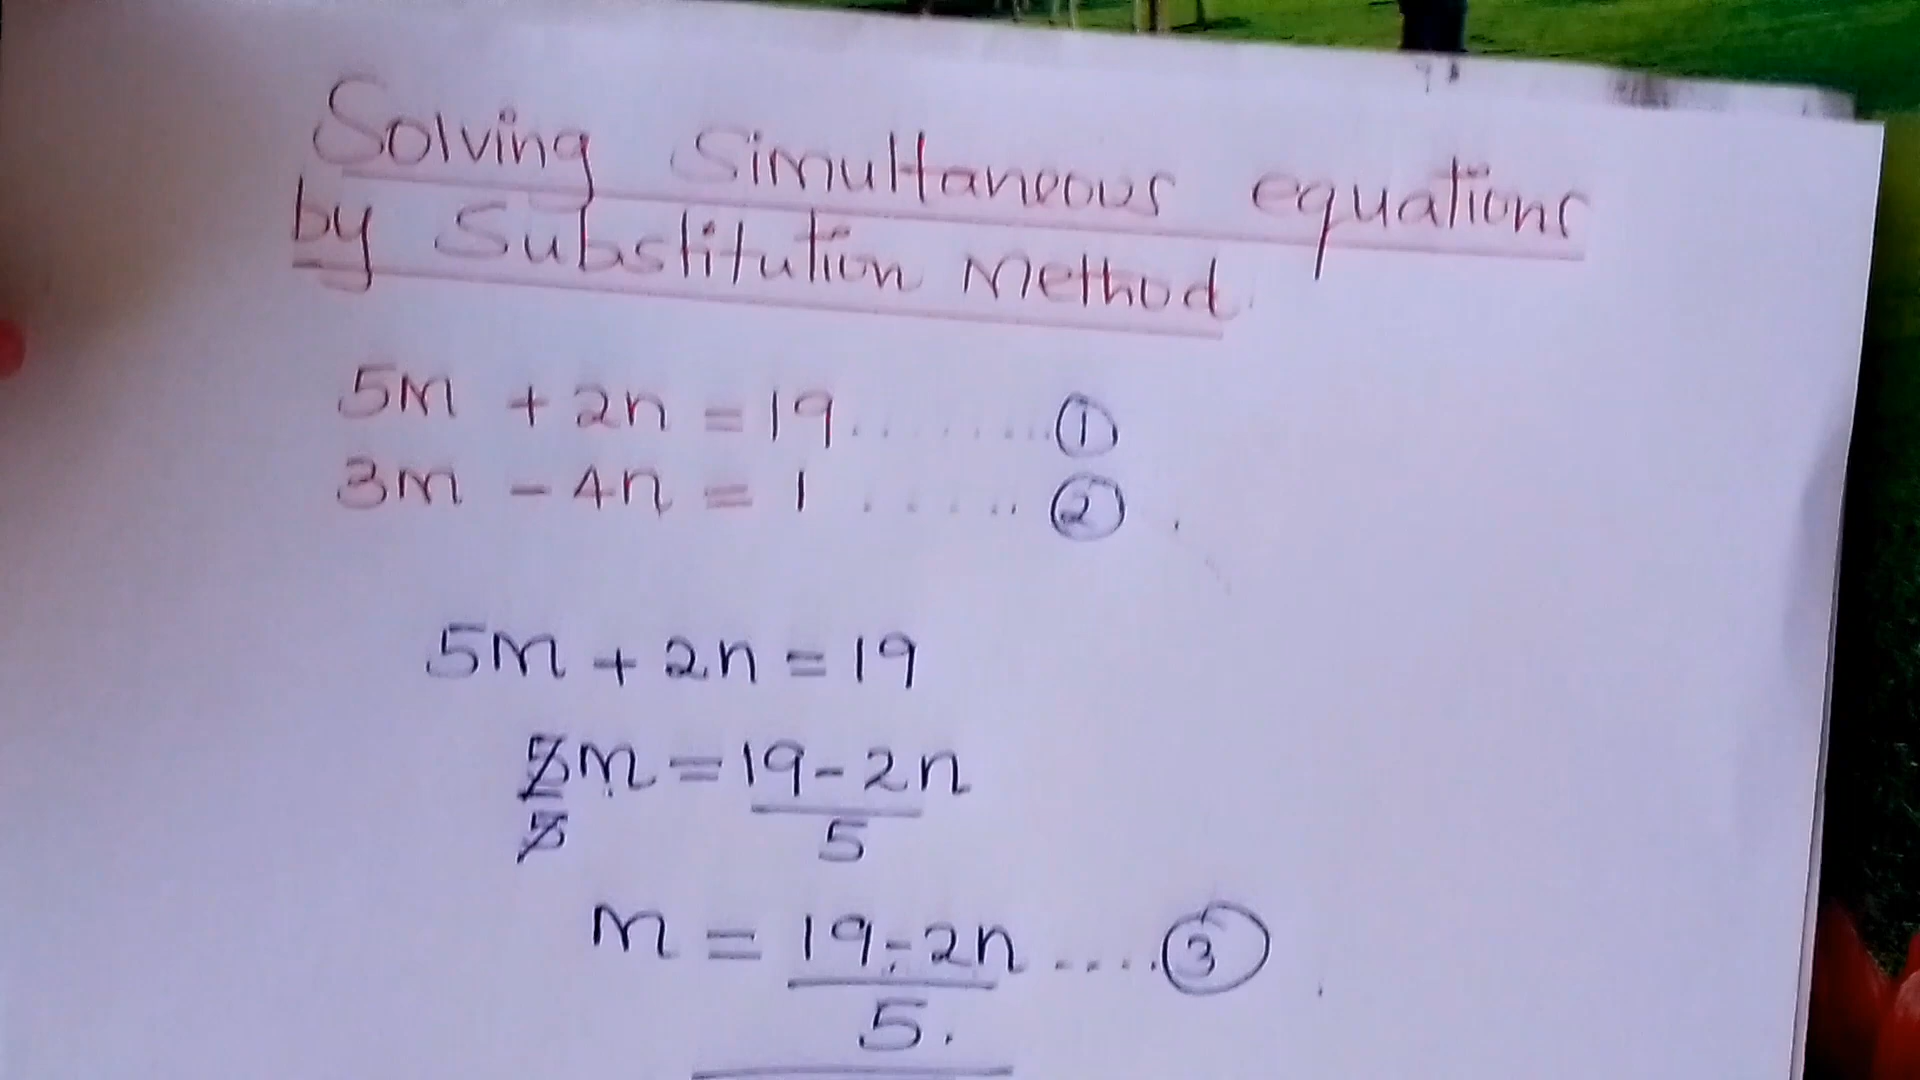 Solving Simultaneous equations
by Substitution Method
5m + 2n = 19 ........ ①
3m - 4n = 1 ...... ②
5m + 2n = 19
5m = 19 - 2n
5 5
m = 19 - 2n .... ③
5